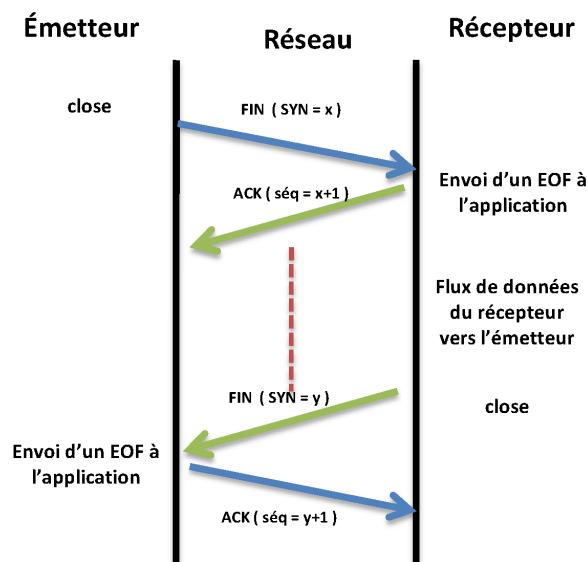 Émetteur
Réseau
Récepteur
close
FIN ( SYN = x )
Envoi d'un EOF à
l'application
ACK ( séq = x+1 )
Flux de données
du récepteur
vers l'émetteur
FIN ( SYN = y )
close
Envoi d'un EOF à
l'application
ACK ( séq = y+1 )